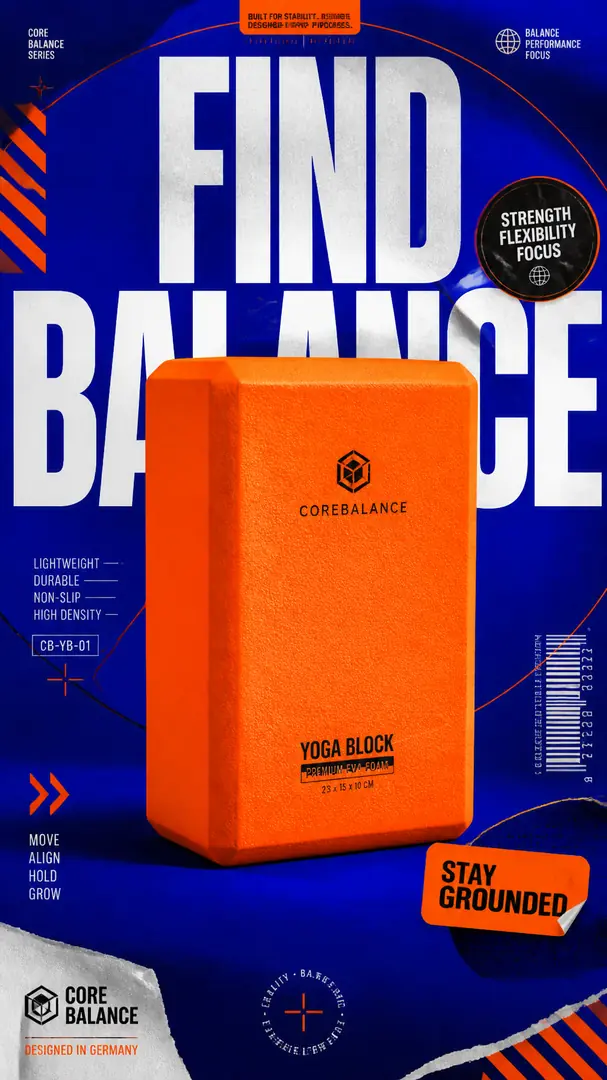 CORE
BALANCE
SERIES
BUILT FOR STABILITY.
BALANCE
PERFORMANCE
FOCUS
FIND
BALANCE
STRENGTH
FLEXIBILITY
FOCUS
COREBALANCE
LIGHTWEIGHT
DURABLE
NON-SLIP
HIGH DENSITY
CB-YB-01
YOGA BLOCK
PREMIUM EVA FOAM
23 x 15 x 10 CM
MOVE
ALIGN
HOLD
GROW
STAY
GROUNDED
CORE
BALANCE
DESIGNED IN GERMANY